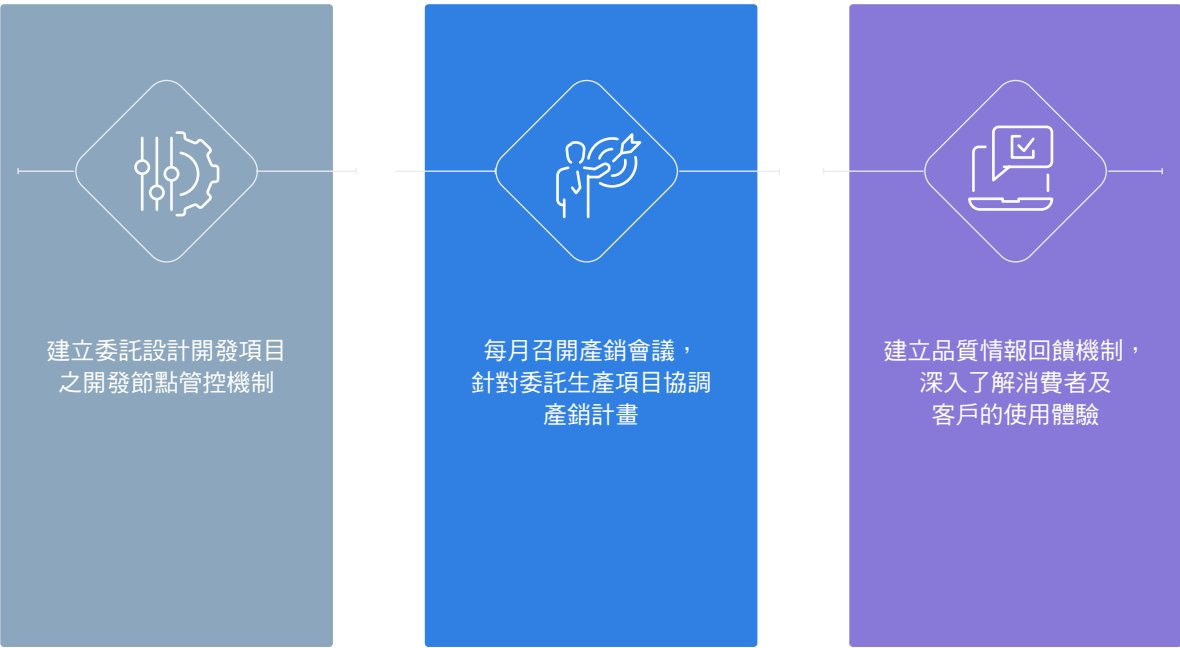 建立委託設計開發項目
之開發節點管控機制
每月召開產銷會議，
針對委託生產項目協調
產銷計畫
建立品質情報回饋機制，
深入了解消費者及
客戶的使用體驗